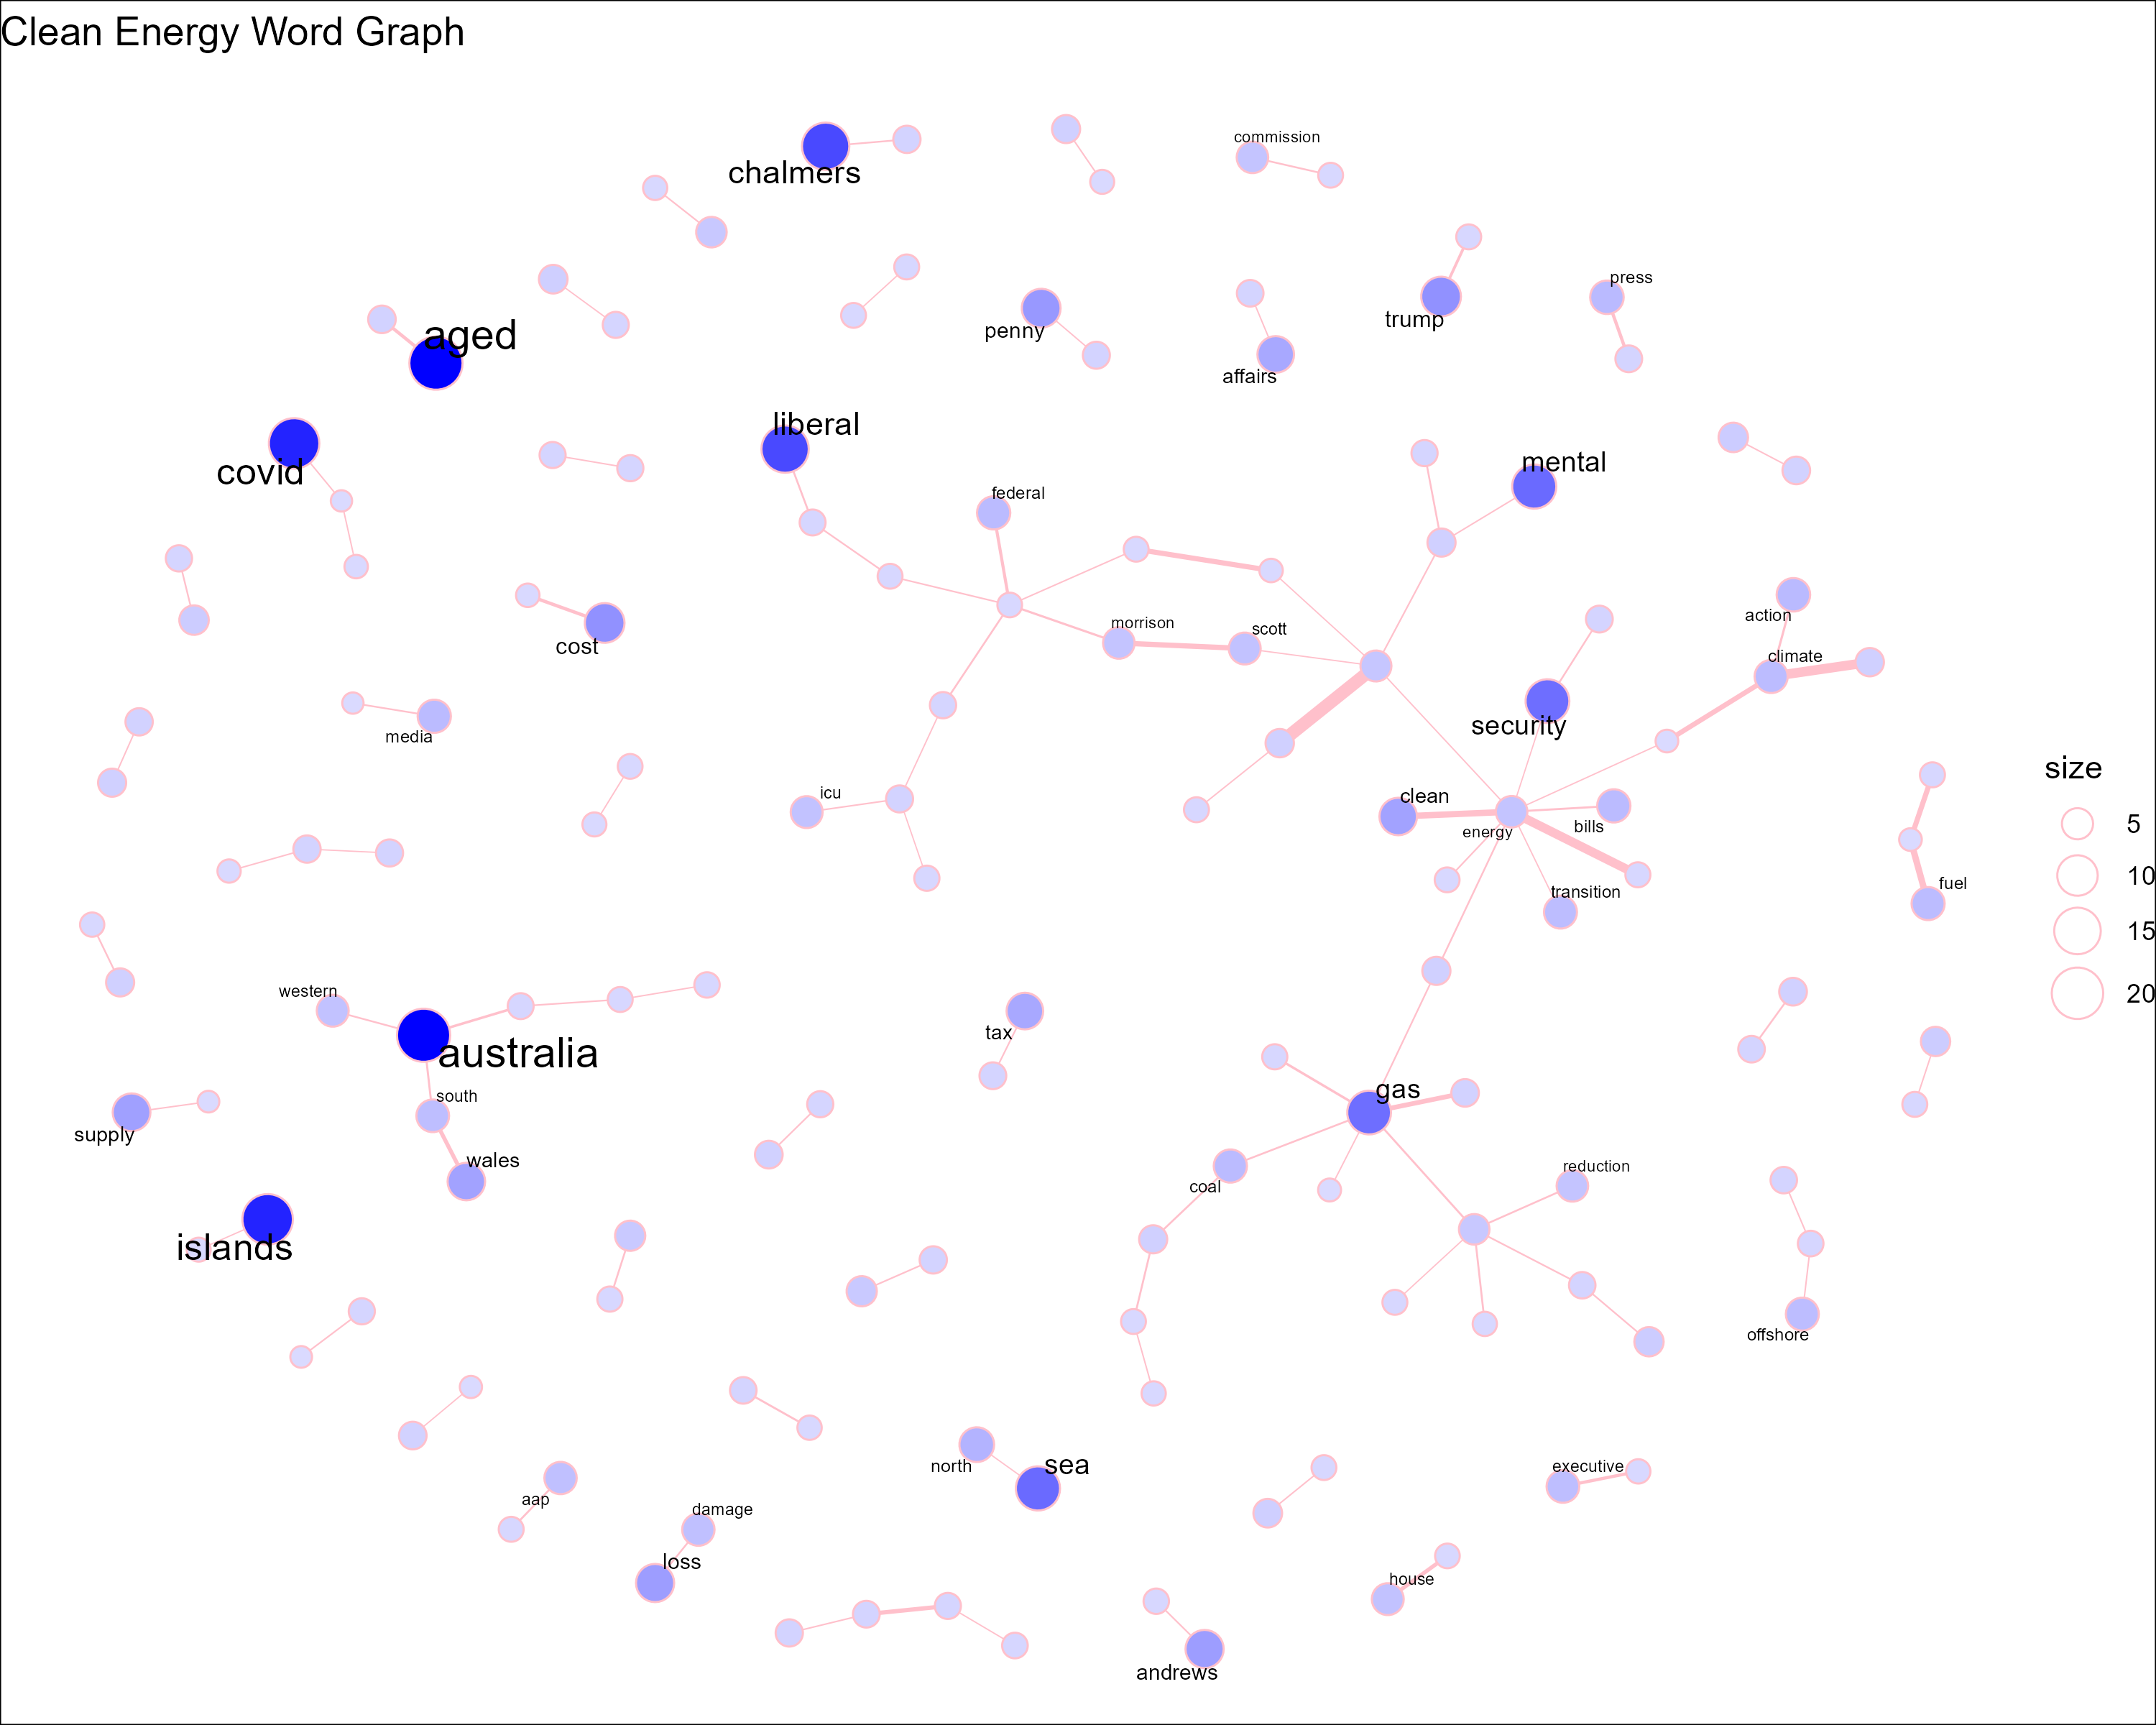 Clean Energy Word Graph
commission
chalmers
press
trump
penny
aged
affairs
liberal
mental
covid
federal
action
morrison
scott
cost
climate
security
media
size
icu
clean
5
energy
bills
10
fuel
transition
15
western
20
tax
australia
gas
south
supply
wales
reduction
coal
islands
offshore
north
sea
executive
aap
damage
loss
house
andrews